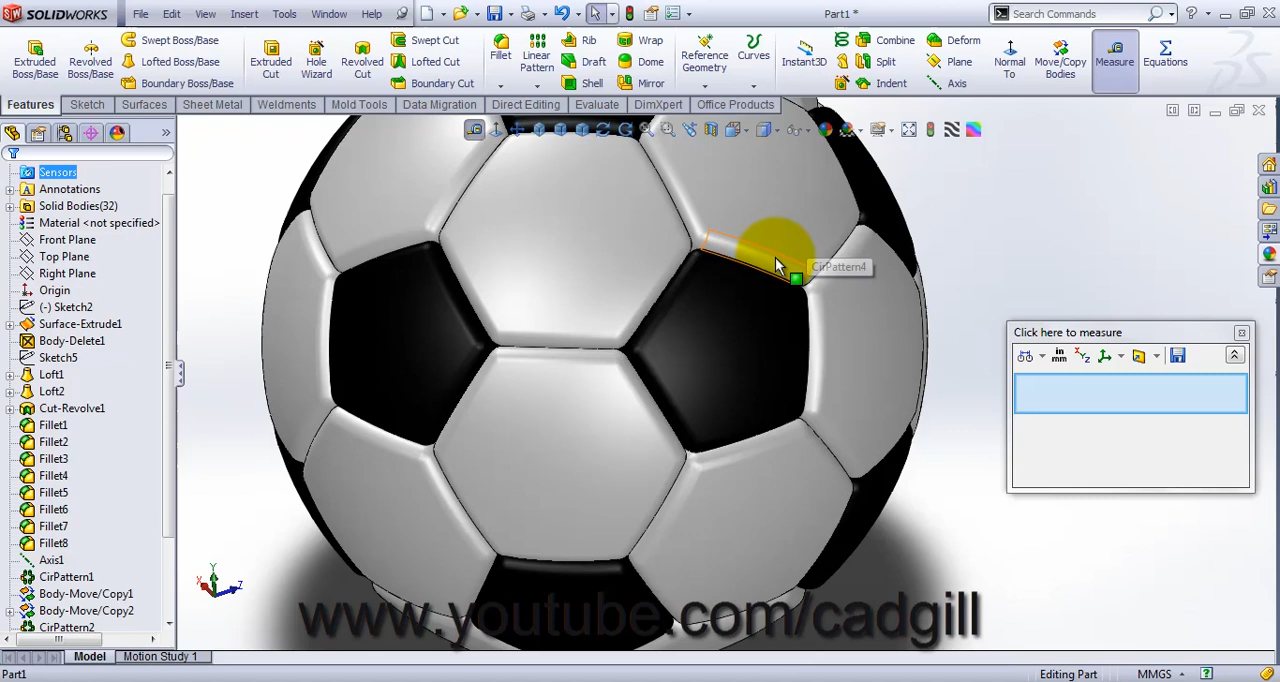 SOLIDWORKS File Edit View Insert Tools Window Help Part1 * Search Commands
Extruded Boss/Base
Revolved Boss/Base
Swept Boss/Base
Lofted Boss/Base
Boundary Boss/Base
Extruded Cut
Hole Wizard
Revolved Cut
Swept Cut
Lofted Cut
Boundary Cut
Fillet
Linear Pattern
Rib
Draft
Shell
Wrap
Dome
Mirror
Reference Geometry
Curves
Instant3D
Combine
Split
Indent
Deform
Plane
Axis
Normal To
Move/Copy Bodies
Measure
Equations
Features Sketch Surfaces Sheet Metal Weldments Mold Tools Data Migration Direct Editing Evaluate DimXpert Office Products
Sensors
Annotations
Solid Bodies(32)
Material <not specified>
Front Plane
Top Plane
Right Plane
Origin
(-) Sketch2
Surface-Extrude1
Body-Delete1
Sketch5
Loft1
Loft2
Cut-Revolve1
Fillet1
Fillet2
Fillet3
Fillet4
Fillet5
Fillet6
Fillet7
Fillet8
Axis1
CirPattern1
Body-Move/Copy1
Body-Move/Copy2
CirPattern2
CirPattern4
Click here to measure
in
mm
X Y Z
Y
X
Z
www.youtube.com/cadgill
Model Motion Study 1
Part1 Editing Part MMGS